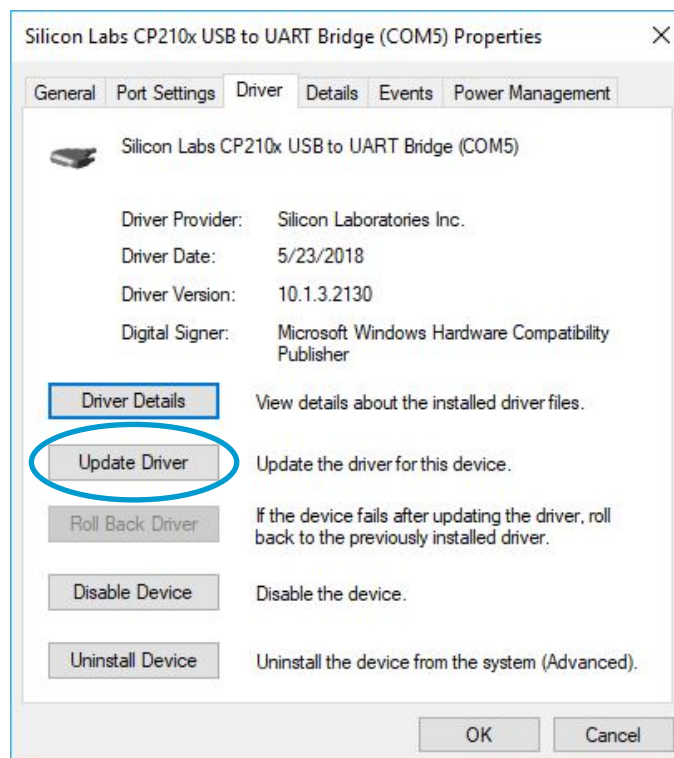 Silicon Labs CP210x USB to UART Bridge (COM5) Properties
General Port Settings Driver Details Events Power Management
Silicon Labs CP210x USB to UART Bridge (COM5)
Driver Provider: Silicon Laboratories Inc.
Driver Date: 5/23/2018
Driver Version: 10.1.3.2130
Digital Signer: Microsoft Windows Hardware Compatibility
Publisher
Driver Details View details about the installed driver files.
Update Driver Update the driver for this device.
Roll Back Driver If the device fails after updating the driver, roll
back to the previously installed driver.
Disable Device Disable the device.
Uninstall Device Uninstall the device from the system (Advanced).
OK Cancel